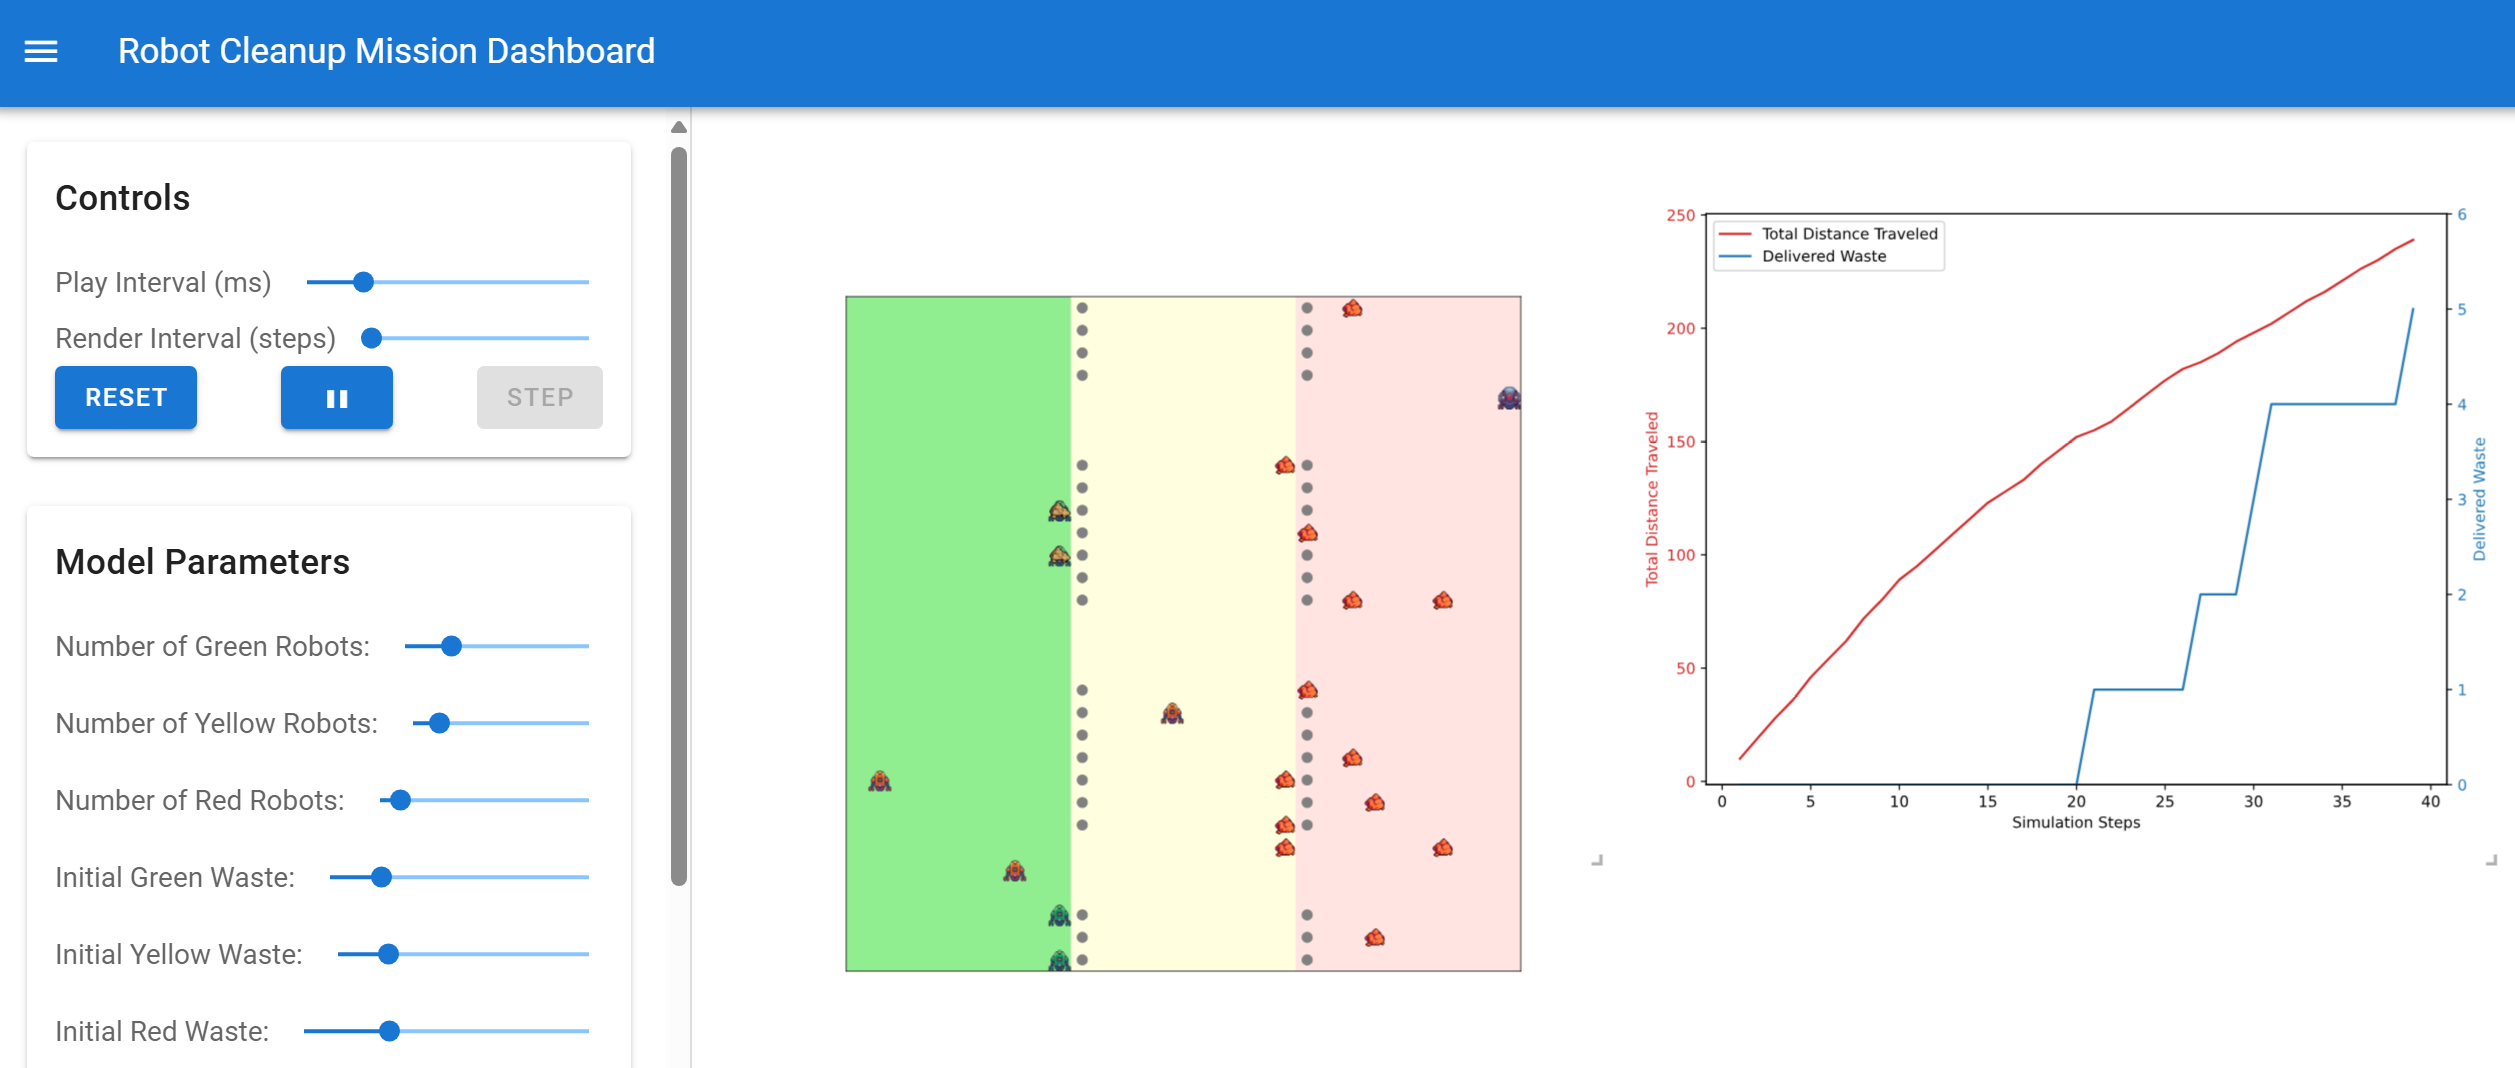 Robot Cleanup Mission Dashboard
Controls
Play Interval (ms)
Render Interval (steps)
RESET
STEP
Model Parameters
Number of Green Robots:
Number of Yellow Robots:
Number of Red Robots:
Initial Green Waste:
Initial Yellow Waste:
Initial Red Waste:
Total Distance Traveled
Delivered Waste
250
200
150
100
50
0
Total Distance Traveled
6
5
4
3
2
1
0
Delivered Waste
0 5 10 15 20 25 30 35 40
Simulation Steps